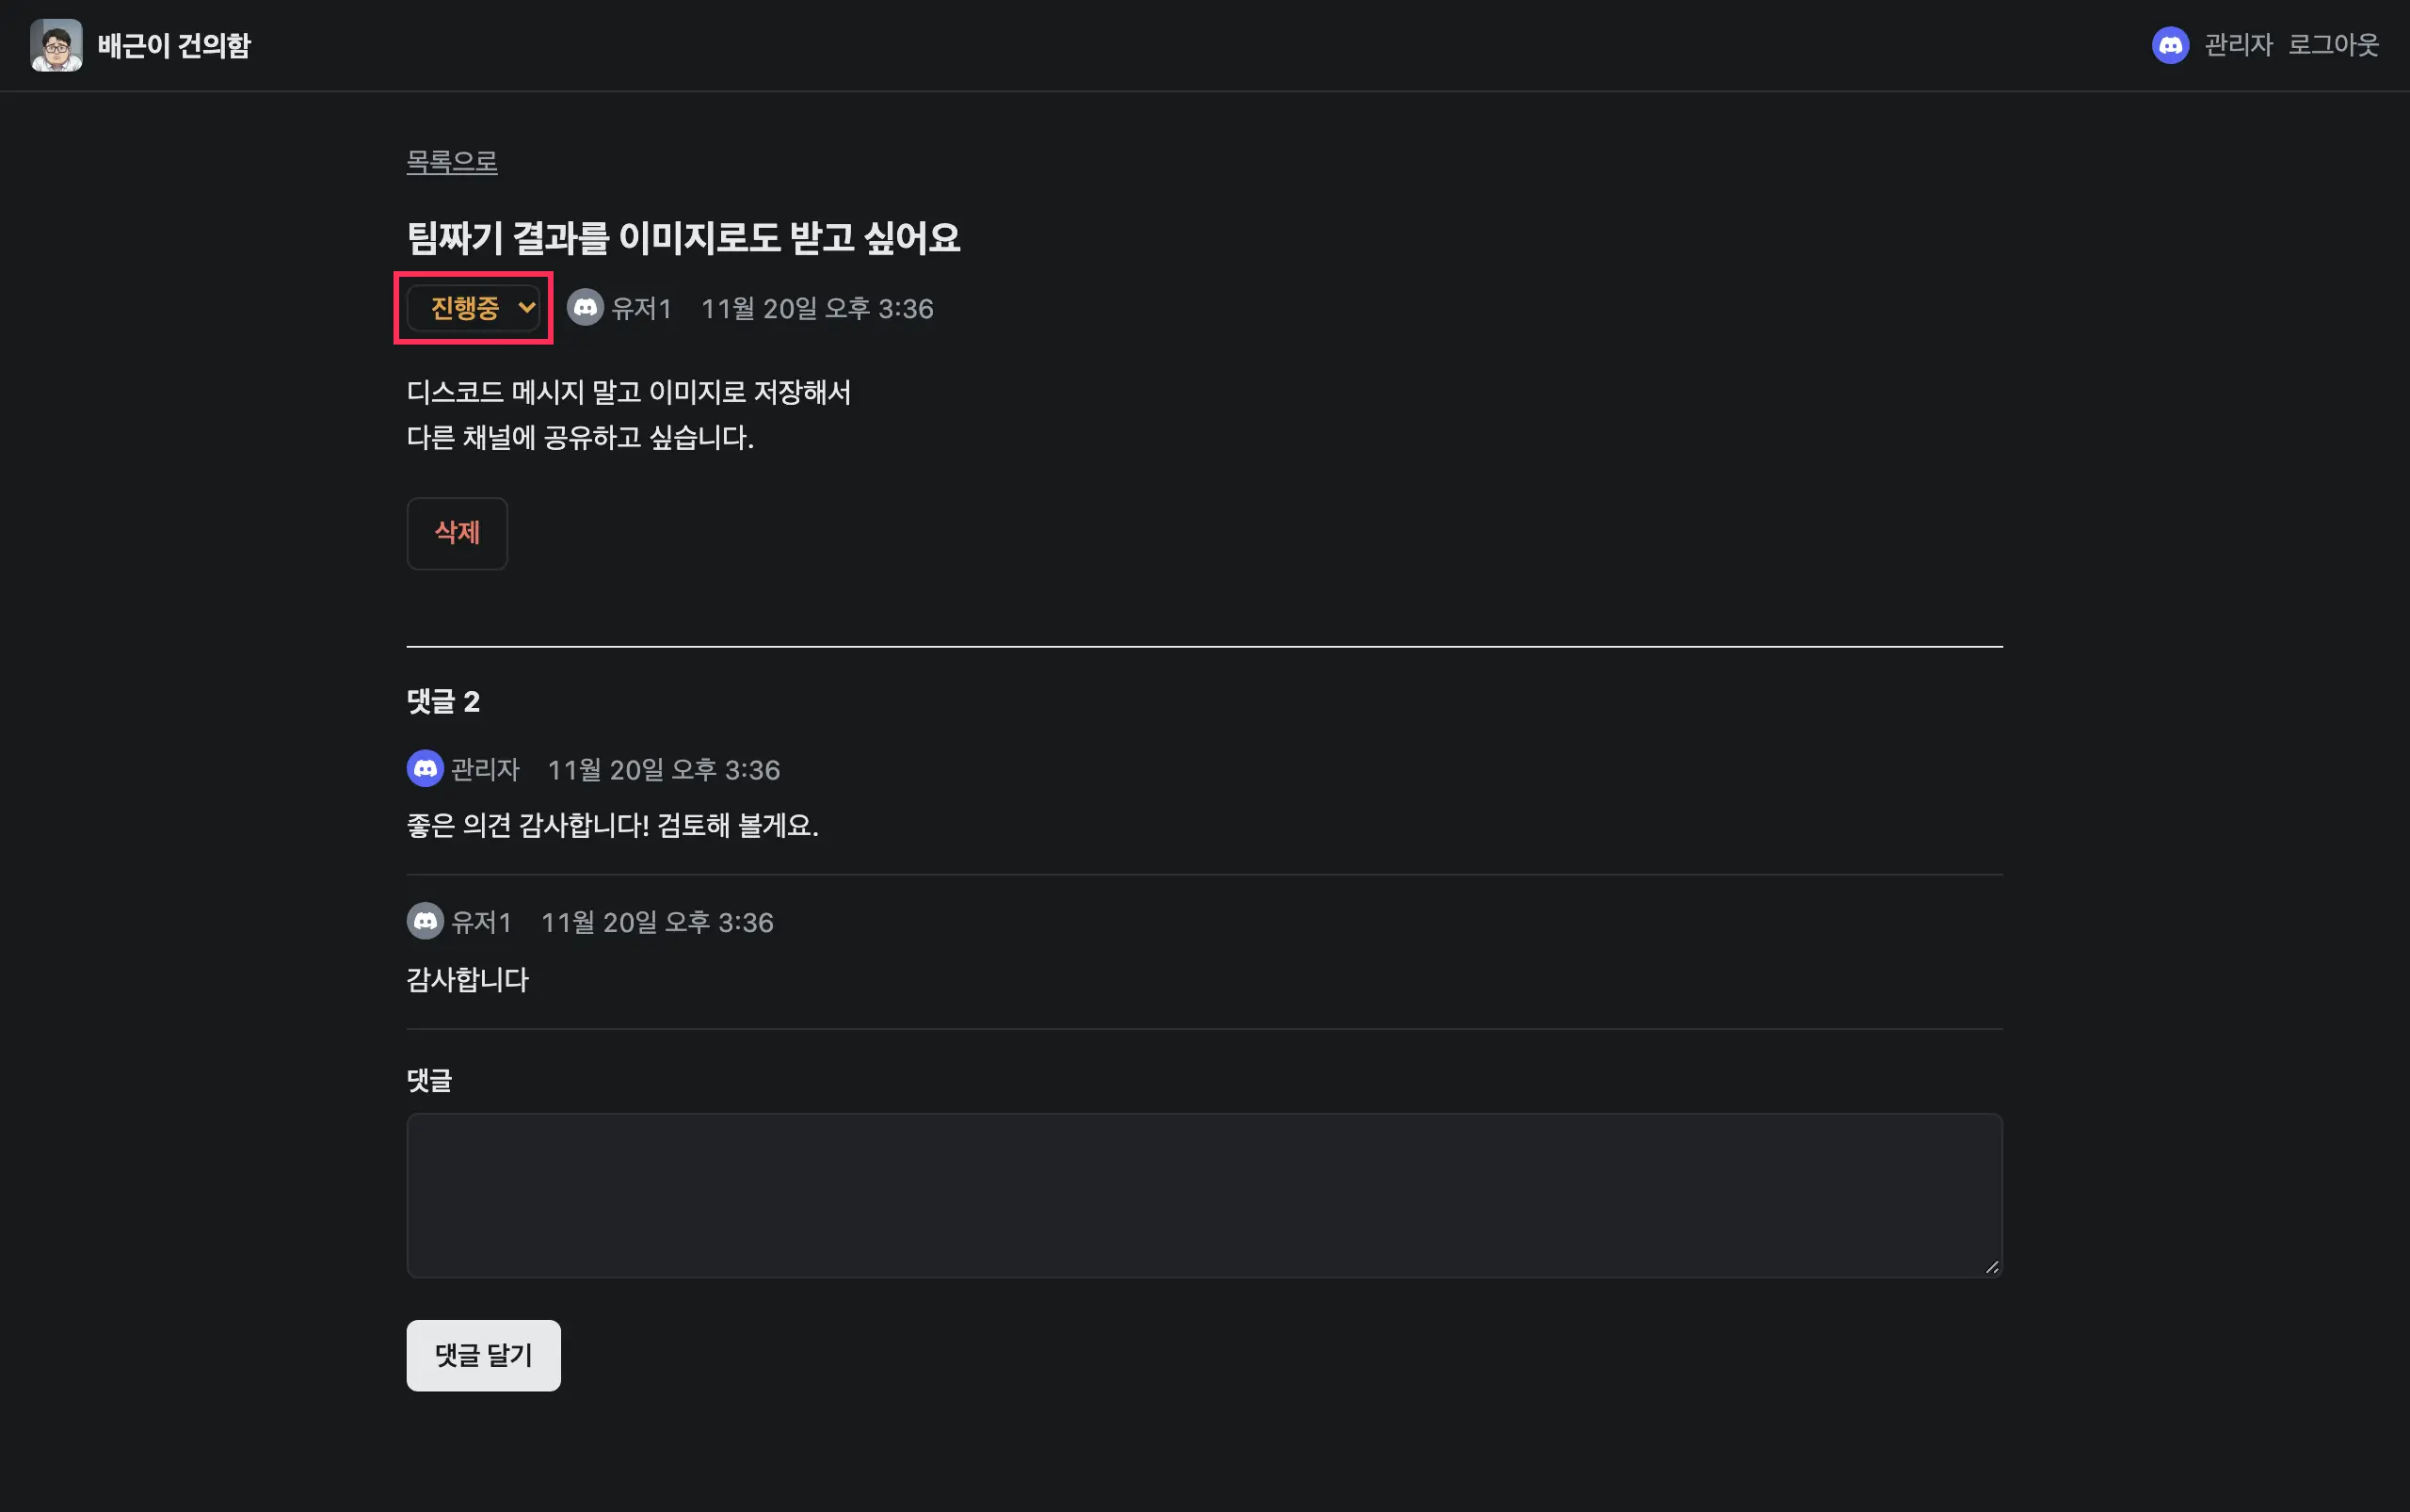 배근이 건의함
관리자 로그아웃
목록으로
팀짜기 결과를 이미지로도 받고 싶어요
진행중 유저1 11월 20일 오후 3:36
디스코드 메시지 말고 이미지로 저장해서
다른 채널에 공유하고 싶습니다.
삭제
댓글 2
관리자 11월 20일 오후 3:36
좋은 의견 감사합니다! 검토해 볼게요.
유저1 11월 20일 오후 3:36
감사합니다
댓글
댓글 달기